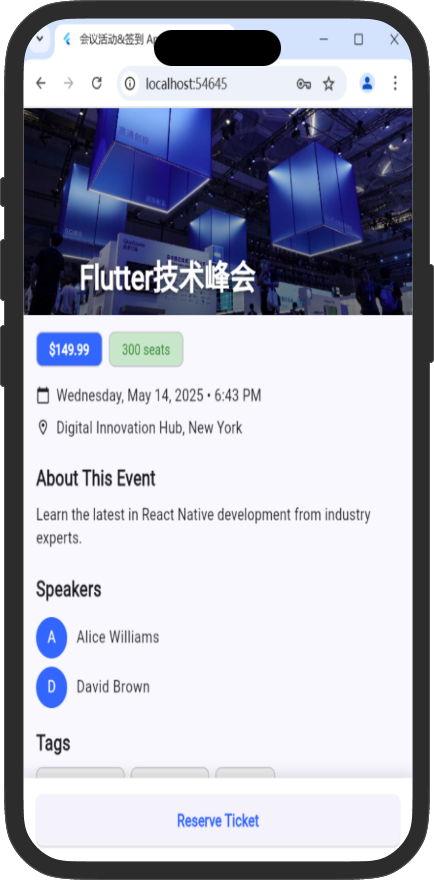 会议活动&签到 Ap
localhost:54645
Flutter技术峰会
$149.99
300 seats
Wednesday, May 14, 2025 • 6:43 PM
Digital Innovation Hub, New York
About This Event
Learn the latest in React Native development from industry
experts.
Speakers
A Alice Williams
D David Brown
Tags
Reserve Ticket